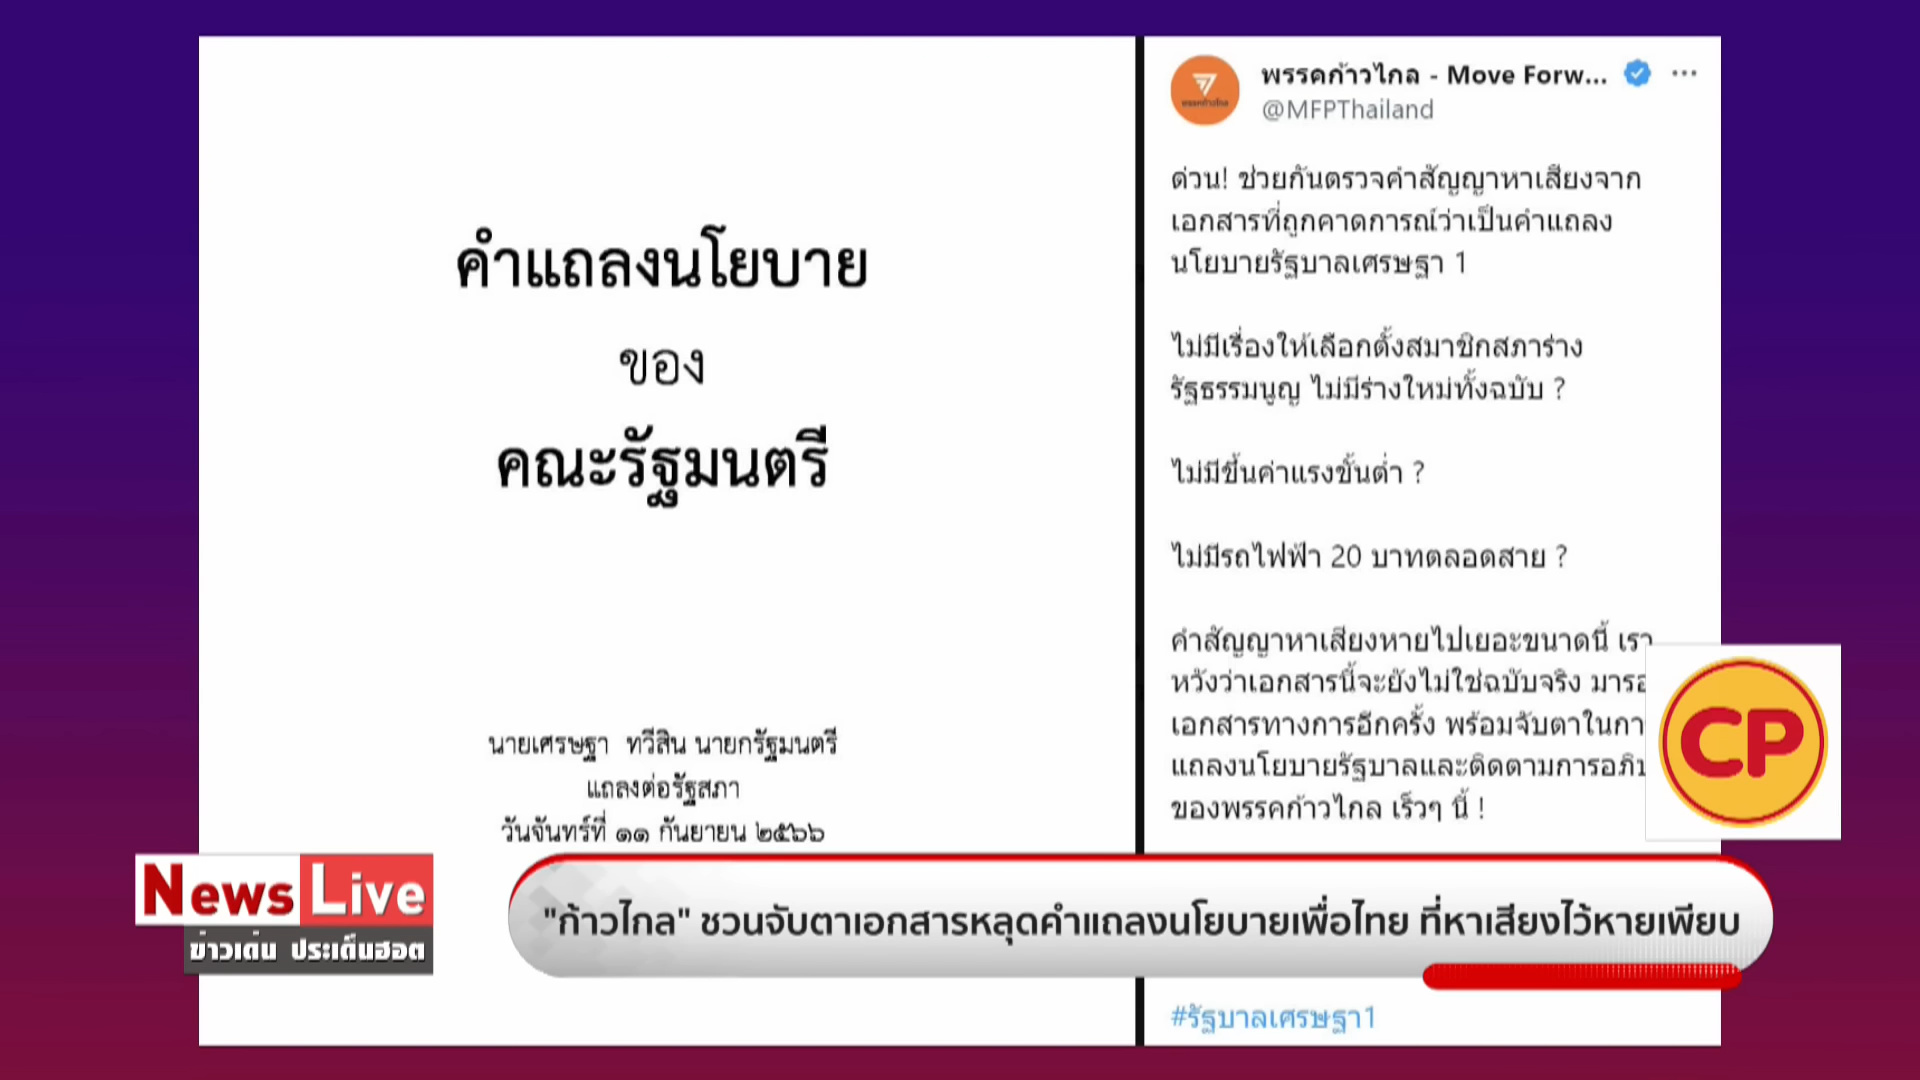 คำแถลงนโยบาย
ของ
คณะรัฐมนตรี
นายเศรษฐา ทวีสิน นายกรัฐมนตรี
แถลงต่อรัฐสภา
วันจันทร์ที่ ๑๑ กันยายน ๒๕๖๖
พรรคก้าวไกล - Move Forw...
@MFPThailand
ด่วน! ช่วยกันตรวจคำสัญญาหาเสียงจาก
เอกสารที่ถูกคาดการณ์ว่าเป็นคำแถลง
นโยบายรัฐบาลเศรษฐา 1
ไม่มีเรื่องให้เลือกตั้งสมาชิกสภาร่าง
รัฐธรรมนูญ ไม่มีร่างใหม่ทั้งฉบับ ?
ไม่มีขึ้นค่าแรงขั้นต่ำ ?
ไม่มีรถไฟฟ้า 20 บาทตลอดสาย ?
คำสัญญาหาเสียงหายไปเยอะขนาดนี้ เรา
หวังว่าเอกสารนี้จะยังไม่ใช่ฉบับจริง มารอ
เอกสารทางการอีกครั้ง พร้อมจับตาในกา
แถลงนโยบายรัฐบาลและติดตามการอภิป
ของพรรคก้าวไกล เร็วๆ นี้ !
#รัฐบาลเศรษฐา1
CP
News Live
ข่าวเด่น ประเด็นฮอต
"ก้าวไกล" ชวนจับตาเอกสารหลุดคำแถลงนโยบายเพื่อไทย ที่หาเสียงไว้หายเพียบ